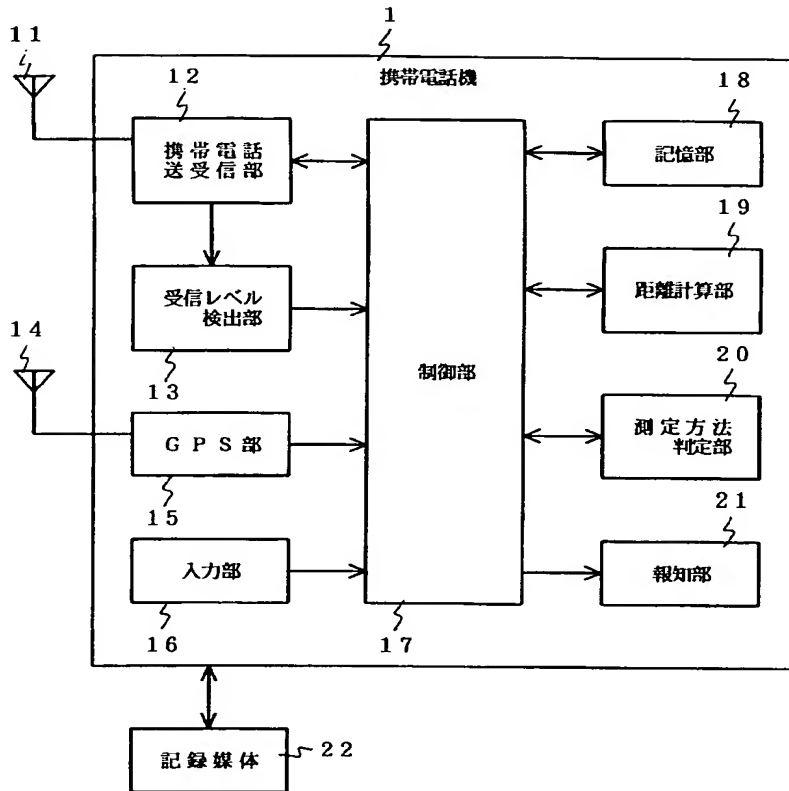 1
携帯電話機
11
12
携帯電話
送受信部
18
記憶部
受信レベル
検出部
13
19
距離計算部
14
制御部
20
測定方法
判定部
GPS部
15
21
報知部
入力部
16
17
記録媒体
22